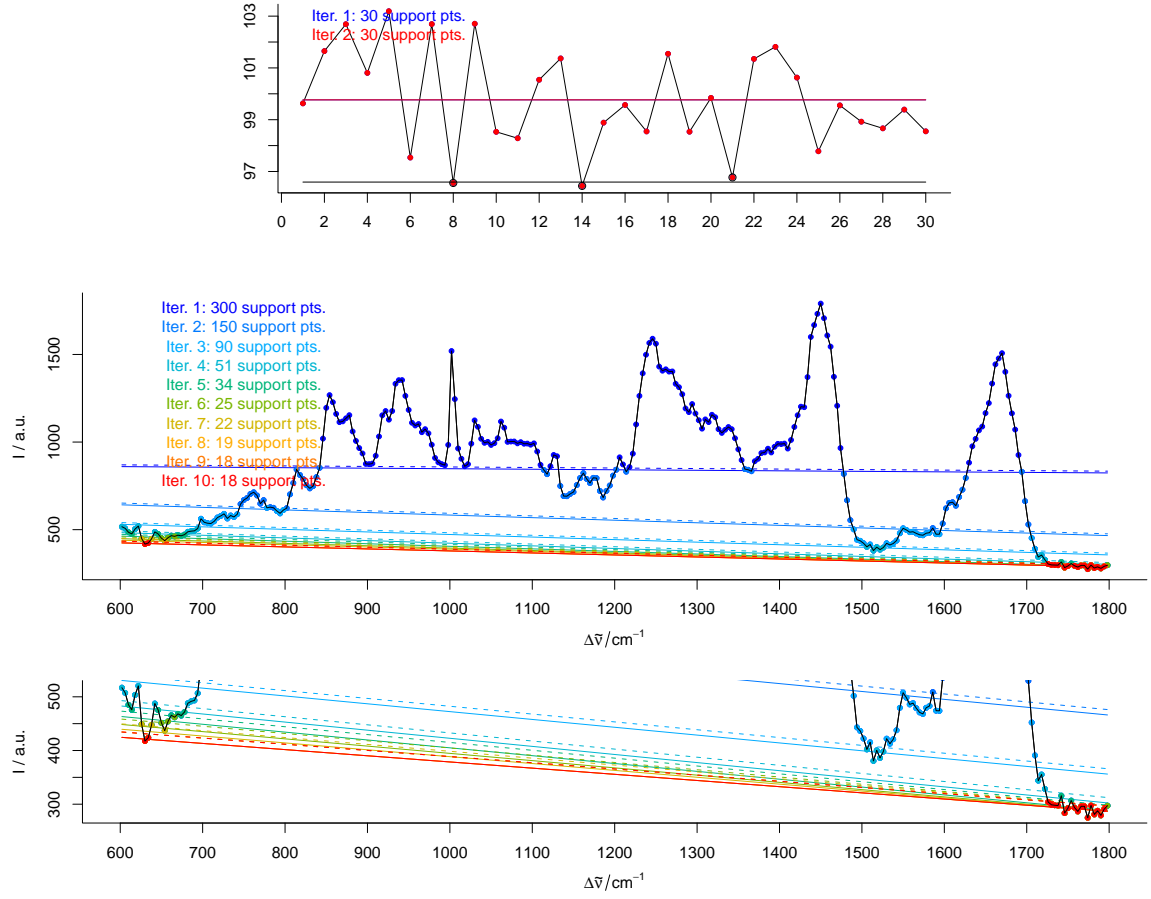 103
101
99
97
Iter. 1: 30 support pts.
Iter. 2: 30 support pts.
0 2 4 6 8 10 12 14 16 18 20 22 24 26 28 30
I / a.u.
1500
1000
500
Iter. 1: 300 support pts.
Iter. 2: 150 support pts.
Iter. 3: 90 support pts.
Iter. 4: 51 support pts.
Iter. 5: 34 support pts.
Iter. 6: 25 support pts.
Iter. 7: 22 support pts.
Iter. 8: 19 support pts.
Iter. 9: 18 support pts.
Iter. 10: 18 support pts.
600 700 800 900 1000 1100 1200 1300 1400 1500 1600 1700 1800
Δν̃/cm⁻¹
I / a.u.
500
400
300
600 700 800 900 1000 1100 1200 1300 1400 1500 1600 1700 1800
Δν̃/cm⁻¹